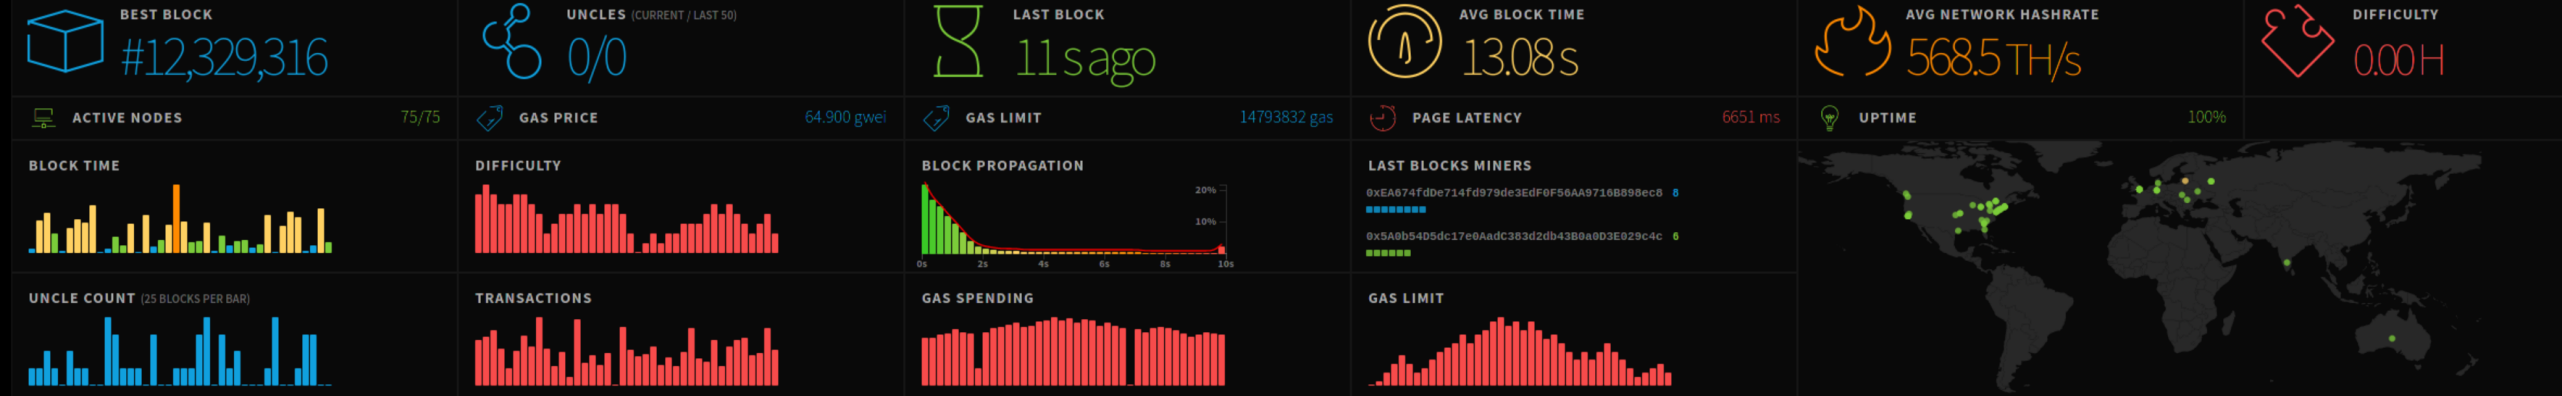 BEST BLOCK
#12,329,316
UNCLES (CURRENT / LAST 50)
0/0
LAST BLOCK
11 s ago
AVG BLOCK TIME
13.08 s
AVG NETWORK HASHRATE
568.5 TH/s
DIFFICULTY
0.00 H
ACTIVE NODES 75/75
GAS PRICE 64.900 gwei
GAS LIMIT 14793832 gas
PAGE LATENCY 6651 ms
UPTIME 100%
BLOCK TIME
DIFFICULTY
BLOCK PROPAGATION
20%
10%
0s 2s 4s 6s 8s 10s
LAST BLOCKS MINERS
0xEA674fdDe714fd979de3EdF0F56AA9716B898ec8 8
0x5A0b54D5dc17e0AadC383d2db43B0a0D3E029c4c 6
UNCLE COUNT (25 BLOCKS PER BAR)
TRANSACTIONS
GAS SPENDING
GAS LIMIT